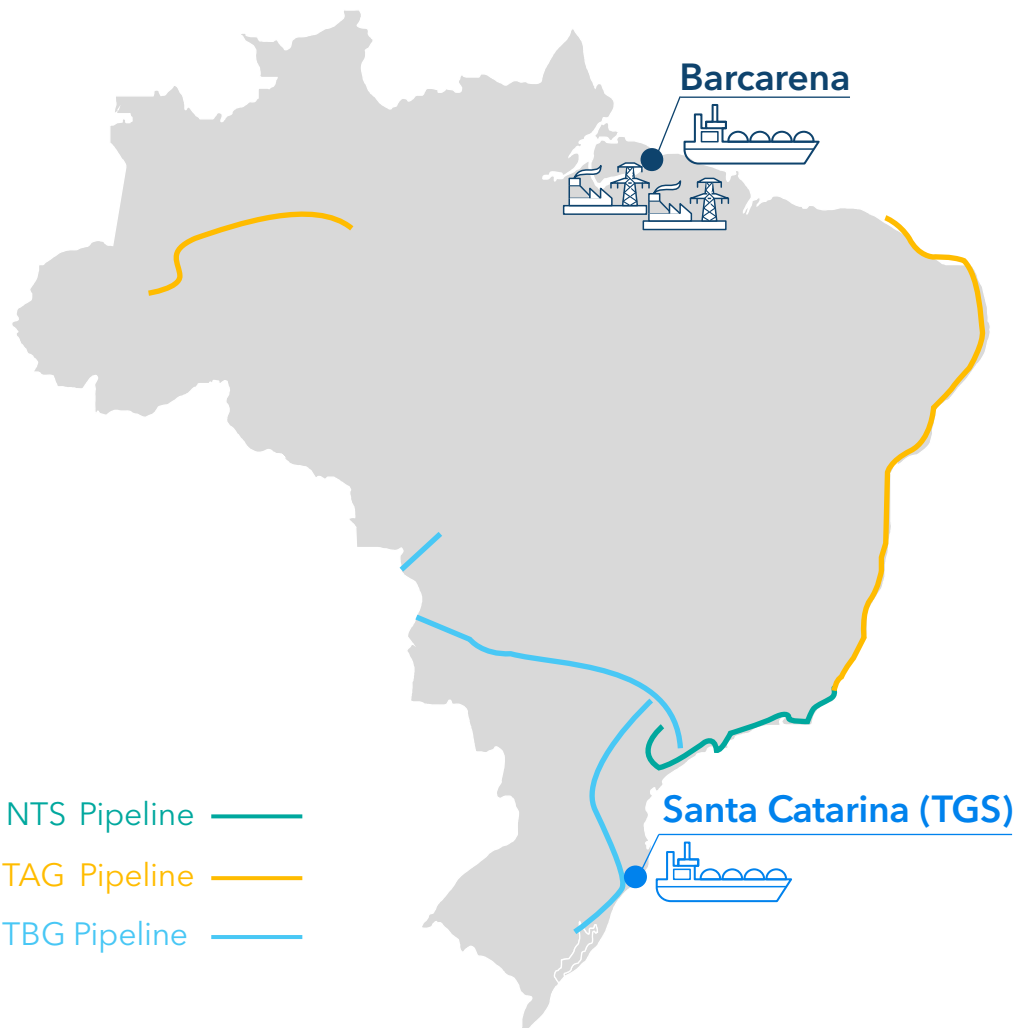 Barcarena
Santa Catarina (TGS)
NTS Pipeline
TAG Pipeline
TBG Pipeline